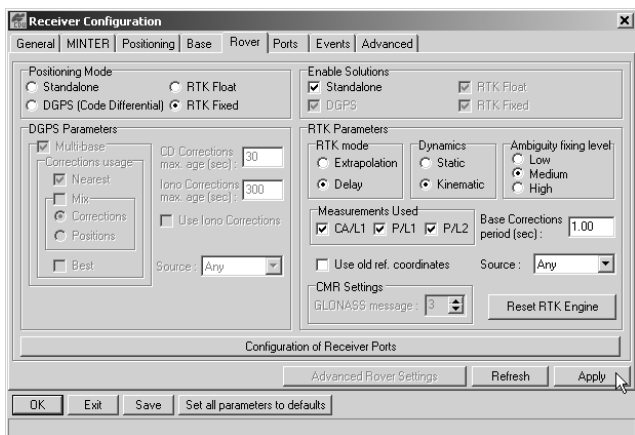 Receiver Configuration
General MINTER Positioning Base Rover Ports Events Advanced
Positioning Mode
Standalone RTK Float
DGPS (Code Differential) RTK Fixed
Enable Solutions
Standalone RTK Float
DGPS RTK Fixed
DGPS Parameters
Multi-base
Corrections usage
Nearest
Mix
Corrections
Positions
Best
CD Corrections
max. age (sec) : 30
Iono Corrections
max. age (sec) : 300
Use Iono Corrections
Source : Any
RTK Parameters
RTK mode
Extrapolation
Delay
Dynamics
Static
Kinematic
Ambiguity fixing level
Low
Medium
High
Measurements Used
CA/L1 P/L1 P/L2
Base Corrections
period (sec) : 1.00
Use old ref. coordinates
Source : Any
CMR Settings
GLONASS message : 3
Reset RTK Engine
Configuration of Receiver Ports
Advanced Rover Settings Refresh Apply
OK Exit Save Set all parameters to defaults